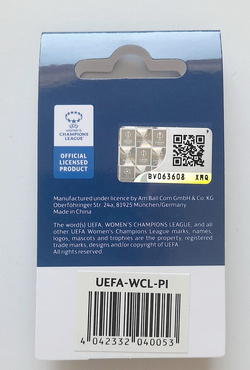 UEFA
WOMEN'S
CHAMPIONS
LEAGUE
OFFICIAL
LICENSED
PRODUCT
BV063608 XMQ
Manufactured under licence by Am Ball Com GmbH & Co. KG
Oberföhringer Str. 24a, 81925 München/Germany.
Made in China
The word(s) UEFA, WOMEN'S CHAMPIONS LEAGUE, and all
other UEFA Women's Champions League marks, names,
logos, mascots and trophies are the property, registered
trade marks, designs and/or copyright of UEFA.
All rights reserved.
UEFA-WCL-PI
4 042332 040053